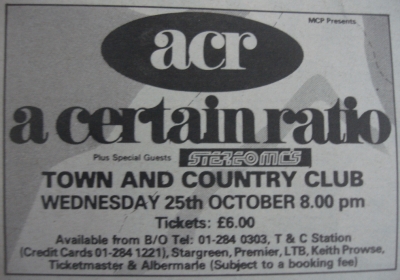 MCP Presents
acr
a certain ratio
Plus Special Guests STEREO MC'S
TOWN AND COUNTRY CLUB
WEDNESDAY 25th OCTOBER 8.00 pm
Tickets: £6.00
Available from B/O Tel: 01-284 0303, T & C Station
(Credit Cards 01-284 1221), Stargreen, Premier, LTB, Keith Prowse,
Ticketmaster & Albermarle (Subject to a booking fee)